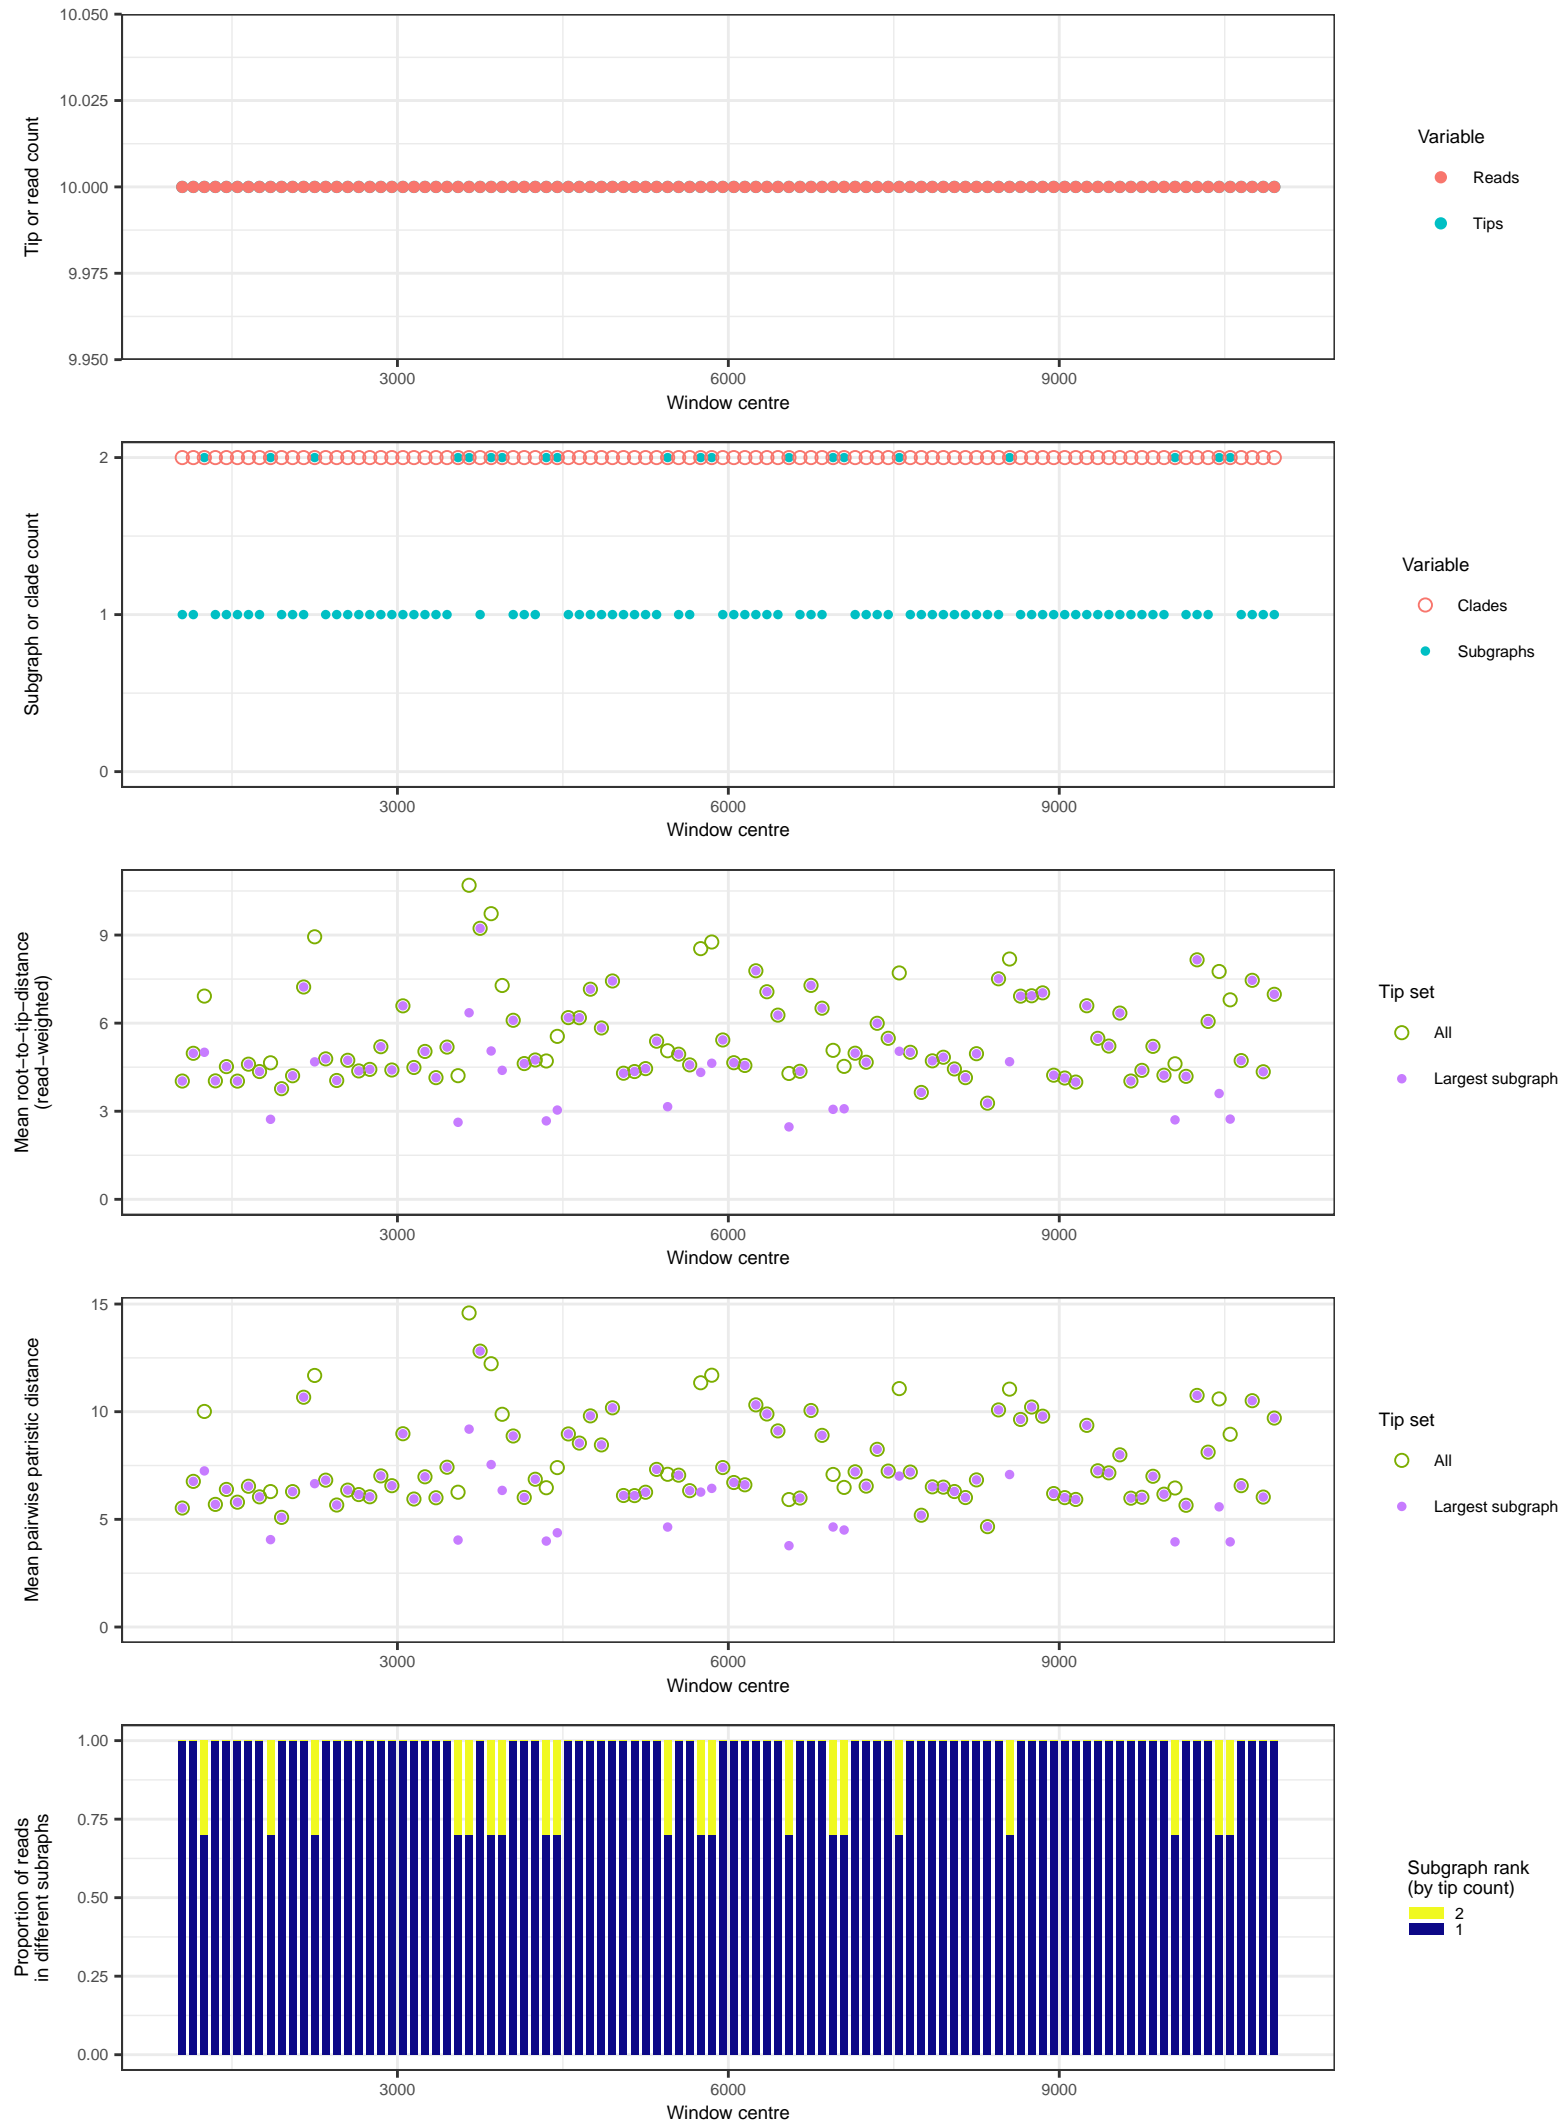 10.050
10.025
10.000
9.975
9.950
Tip or read count
3000
6000
9000
Window centre
Variable
Reads
Tips
2
1
0
Subgraph or clade count
3000
6000
9000
Window centre
Variable
Clades
Subgraphs
9
6
3
0
Mean root−to−tip−distance
(read−weighted)
3000
6000
9000
Window centre
Tip set
All
Largest subgraph
15
10
5
0
Mean pairwise patristic distance
3000
6000
9000
Window centre
Tip set
All
Largest subgraph
1.00
0.75
0.50
0.25
0.00
Proportion of reads
in different subraphs
3000
6000
9000
Window centre
Subgraph rank
(by tip count)
2
1